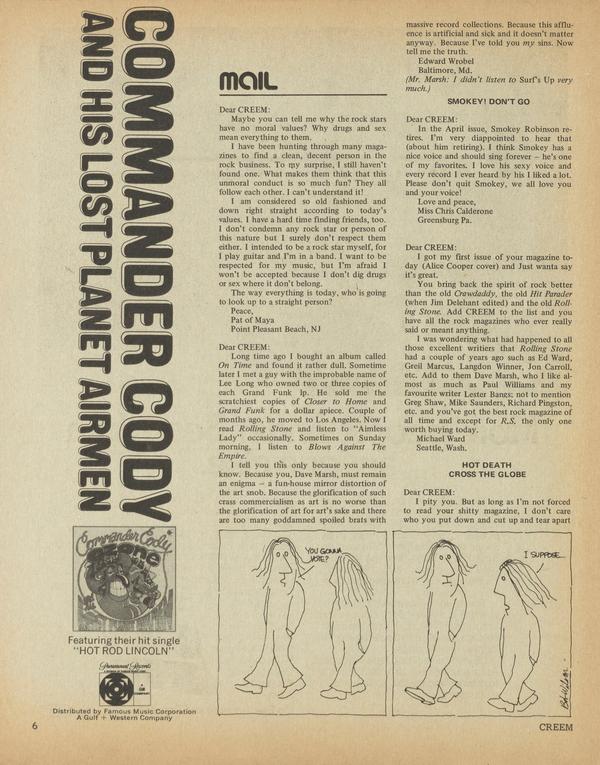 COMMANDER CODY
AND HIS LOST PLANET AIRMEN
Commander Cody
ozone
Featuring their hit single
"HOT ROD LINCOLN"
Paramount Records
Distributed by Famous Music Corporation
A Gulf + Western Company
6
maIL
Dear CREEM:
Maybe you can tell me why the rock stars
have no moral values? Why drugs and sex
mean everything to them.
I have been hunting through many maga-
zines to find a clean, decent person in the
rock business. To my surprise, I still haven't
found one. What makes them think that this
unmoral conduct is so much fun? They all
follow each other. I can't understand it!
I am considered so old fashioned and
down right straight according to today's
values. I have a hard time finding friends, too.
I don't condemn any rock star or person of
this nature but I surely don't respect them
either. I intended to be a rock star myself, for
I play guitar and I'm in a band. I want to be
respected for my music, but I'm afraid I
won't be accepted because I don't dig drugs
or sex where it don't belong.
The way everything is today, who is going
to look up to a straight person?
Peace,
Pat of Maya
Point Pleasant Beach, NJ
Dear CREEM:
Long time ago I bought an album called
On Time and found it rather dull. Sometime
later I met a guy with the improbable name of
Lee Long who owned two or three copies of
each Grand Funk lp. He sold me the
scratchiest copies of Closer to Home and
Grand Funk for a dollar apiece. Couple of
months ago, he moved to Los Angeles. Now I
read Rolling Stone and listen to "Aimless
Lady" occasionally. Sometimes on Sunday
morning, I listen to Blows Against The
Empire.
I tell you this only because you should
know. Because you, Dave Marsh, must remain
an enigma – a fun-house mirror distortion of
the art snob. Because the glorification of such
crass commercialism as art is no worse than
the glorification of art for art's sake and there
are too many goddamned spoiled brats with
massive record collections. Because this afflu-
ence is artificial and sick and it doesn't matter
anyway. Because I've told you my sins. Now
tell me the truth.
Edward Wrobel
Baltimore, Md.
(Mr. Marsh: I didn't listen to Surf's Up very
much.)
SMOKEY! DON'T GO
Dear CREEM:
In the April issue, Smokey Robinson re-
tires. I'm very diappointed to hear that
(about him retiring). I think Smokey has a
nice voice and should sing forever – he's one
of my favorites. I love his sexy voice and
every record I ever heard by his I liked a lot.
Please don't quit Smokey, we all love you
and your voice!
Love and peace,
Miss Chris Calderone
Greensburg Pa.
Dear CREEM:
I got my first issue of your magazine to-
day (Alice Cooper cover) and Just wanta say
it's great.
You bring back the spirit of rock better
than the old Crawdaddy, the old Hit Parader
(when Jim Delehant edited) and the old Roll-
ing Stone. Add CREEM to the list and you
have all the rock magazines who ever really
said or meant anything.
I was wondering what had happened to all
those excellent writiers that Rolling Stone
had a couple of years ago such as Ed Ward,
Greil Marcus, Langdon Winner, Jon Carroll,
etc. Add to them Dave Marsh, who I like al-
most as much as Paul Williams and my
favourite writer Lester Bangs; not to mention
Greg Shaw, Mike Saunders, Richard Pingston,
etc. and you've got the best rock magazine of
all time and except for R.S. the only one
worth buying today.
Michael Ward
Seattle, Wash.
HOT DEATH
CROSS THE GLOBE
Dear CREEM:
I pity you. But as long as I'm not forced
to read your shitty magazine, I don't care
who you put down and cut up and tear apart
YOU GONNA
VOTE?
I SUPPOSE...
CREEM